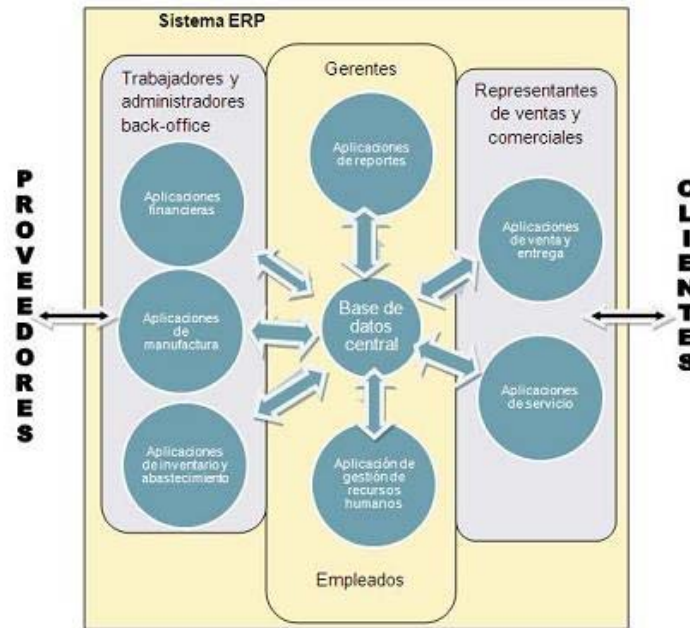 Sistema ERP
Trabajadores y
administradores
back-office
Aplicaciones
financieras
Aplicaciones
de
manufactura
Aplicaciones
de inventario y
abastecimiento
Gerentes
Aplicaciones
de reportes
Base de
datos
central
Aplicación de
gestión de
recursos
humanos
Empleados
Representantes
de ventas y
comerciales
Aplicaciones
de venta y
entrega
Aplicaciones
de servicio
PROVEEDORES
CLIENTES